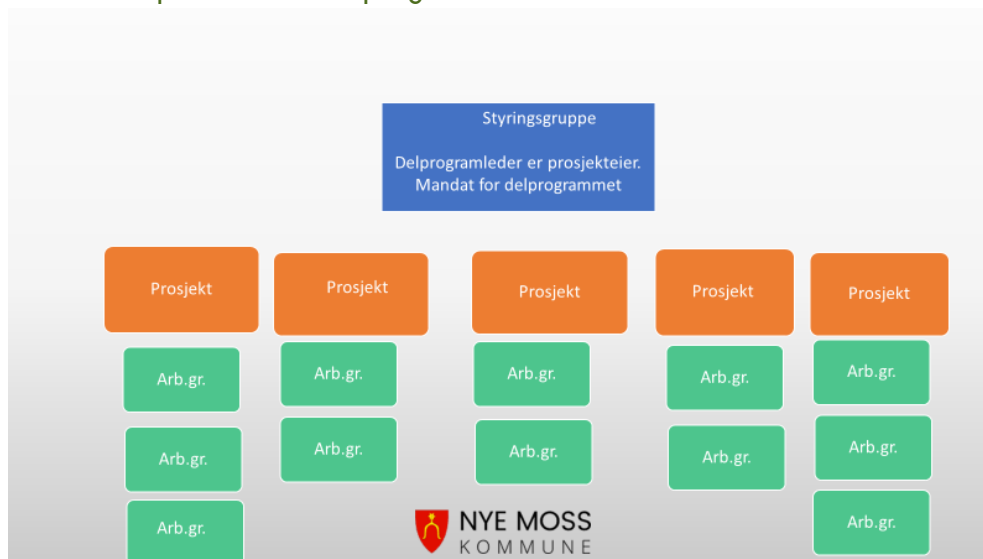 Styringsgruppe
Delprogramleder er prosjekteier.
Mandat for delprogrammet
Prosjekt
Prosjekt
Prosjekt
Prosjekt
Prosjekt
Arb.gr.
Arb.gr.
Arb.gr.
Arb.gr.
Arb.gr.
Arb.gr.
Arb.gr.
Arb.gr.
Arb.gr.
Arb.gr.
Arb.gr.
Arb.gr.
NYE MOSS
KOMMUNE